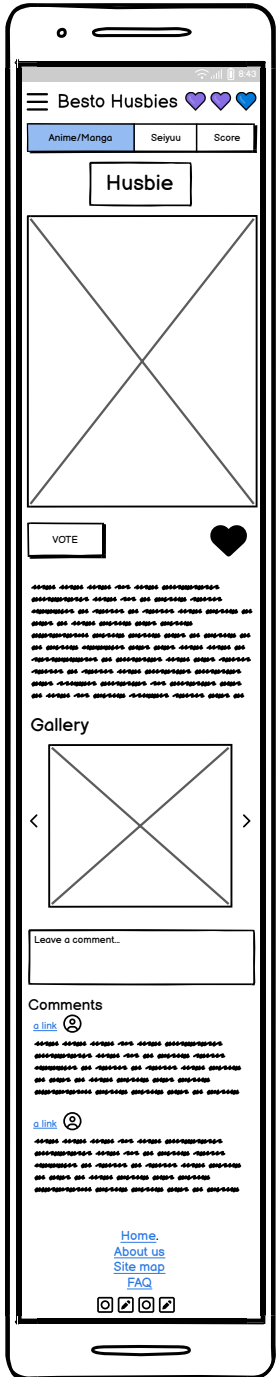 8:43
Besto Husbies
Anime/Manga Seiyuu Score
Husbie
VOTE
Gallery
Leave a comment...
Comments
a link
a link
Home.
About us
Site map
FAQ